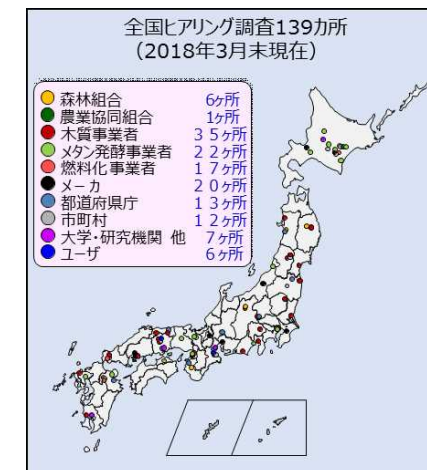 全国ヒアリング調査139カ所
(2018年3月末現在)
森林組合 6ヶ所
農業協同組合 1ヶ所
木質事業者 35ヶ所
メタン発酵事業者 22ヶ所
燃料化事業者 17ヶ所
メーカ 20ヶ所
都道府県庁 13ヶ所
市町村 12ヶ所
大学・研究機関 他 7ヶ所
ユーザ 6ヶ所